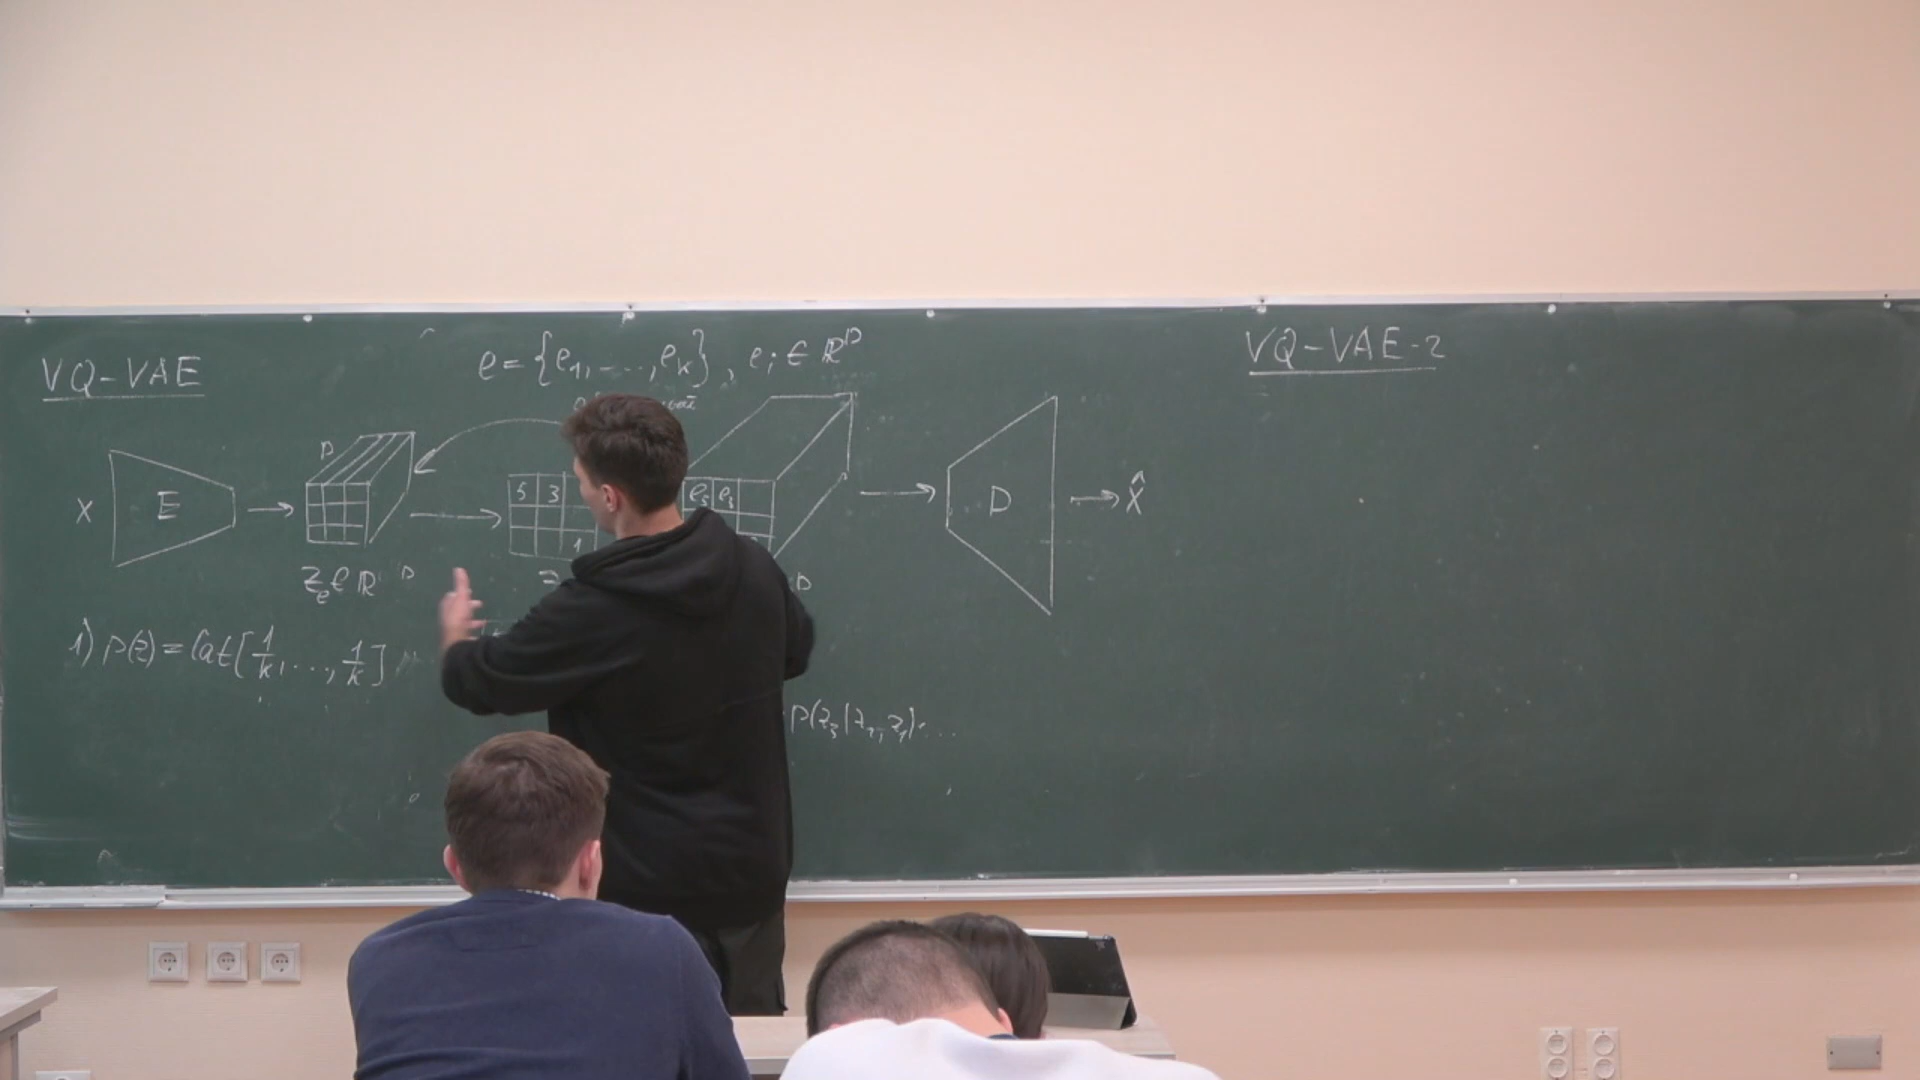 VQ-VAE
e = {e₁, ..., eₖ}, eᵢ ∈ ℝᴰ
VQ-VAE-2
D
X
E
5 3
1
e₅ e₃
D
X̂
zₑ ∈ ℝ D
z
D
1) p(z) = Cat[1/k, ..., 1/k]
p(z₃|z₂, z₁)· ...